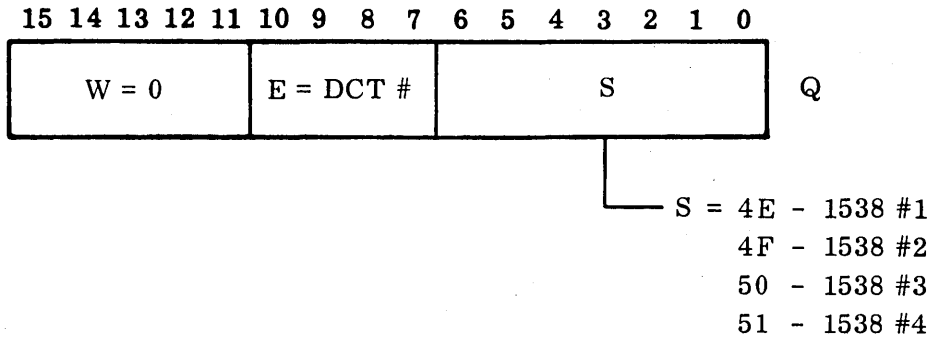 15 14 13 12 11 10 9 8 7 6 5 4 3 2 1 0
W = 0 E = DCT # S Q
S = 4E - 1538 #1
4F - 1538 #2
50 - 1538 #3
51 - 1538 #4